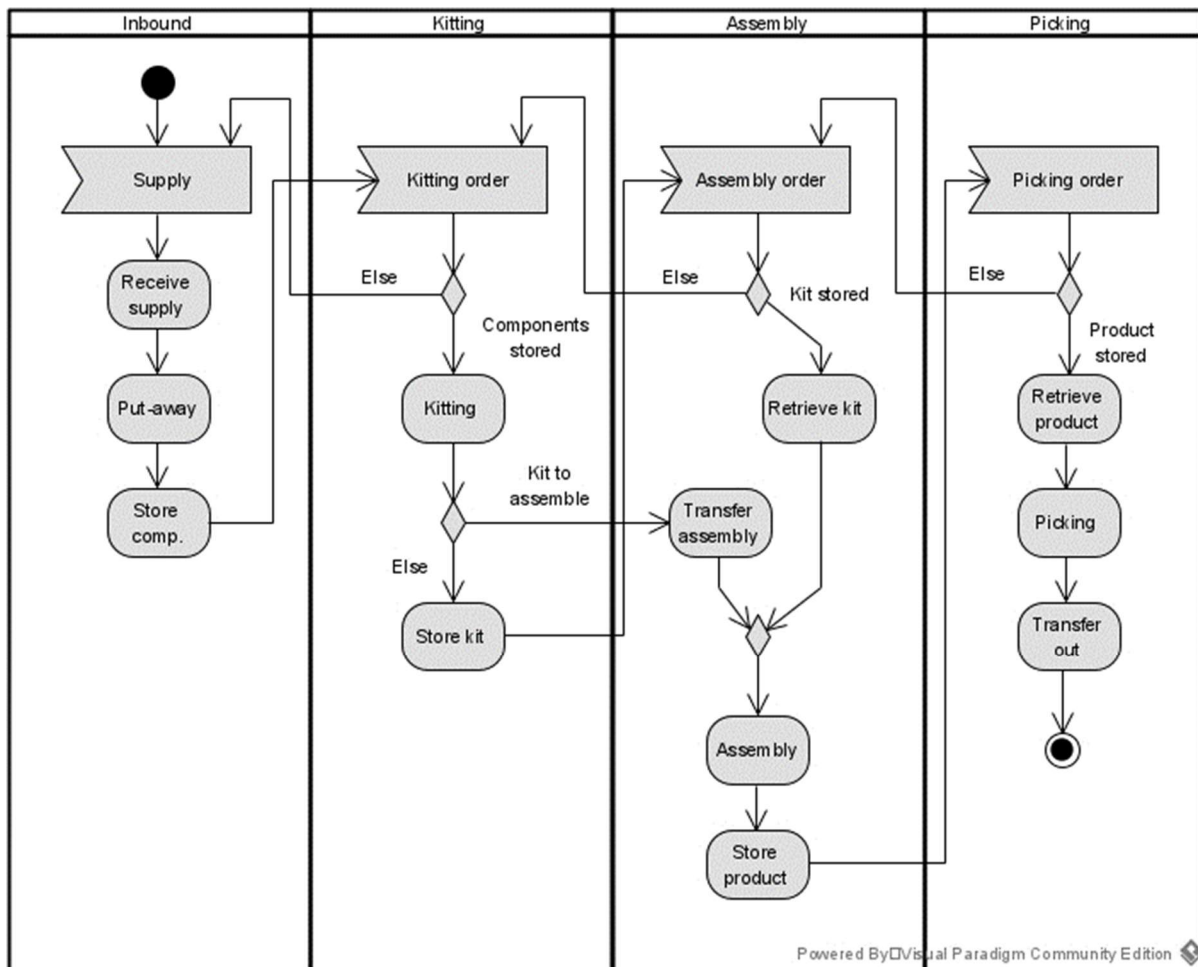 Inbound
Kitting
Assembly
Picking
Supply
Kitting order
Assembly order
Picking order
Receive
supply
Else
Else
Kit stored
Else
Components
stored
Product
stored
Put-away
Kitting
Retrieve kit
Retrieve
product
Store
comp.
Kit to
assemble
Transfer
assembly
Picking
Else
Store kit
Transfer
out
Assembly
Store
product
Powered By□Visual Paradigm Community Edition